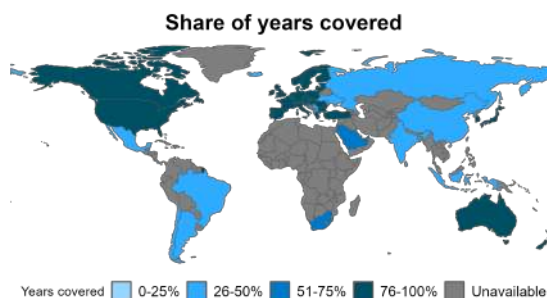 Share of years covered
Years covered 0-25% 26-50% 51-75% 76-100% Unavailable